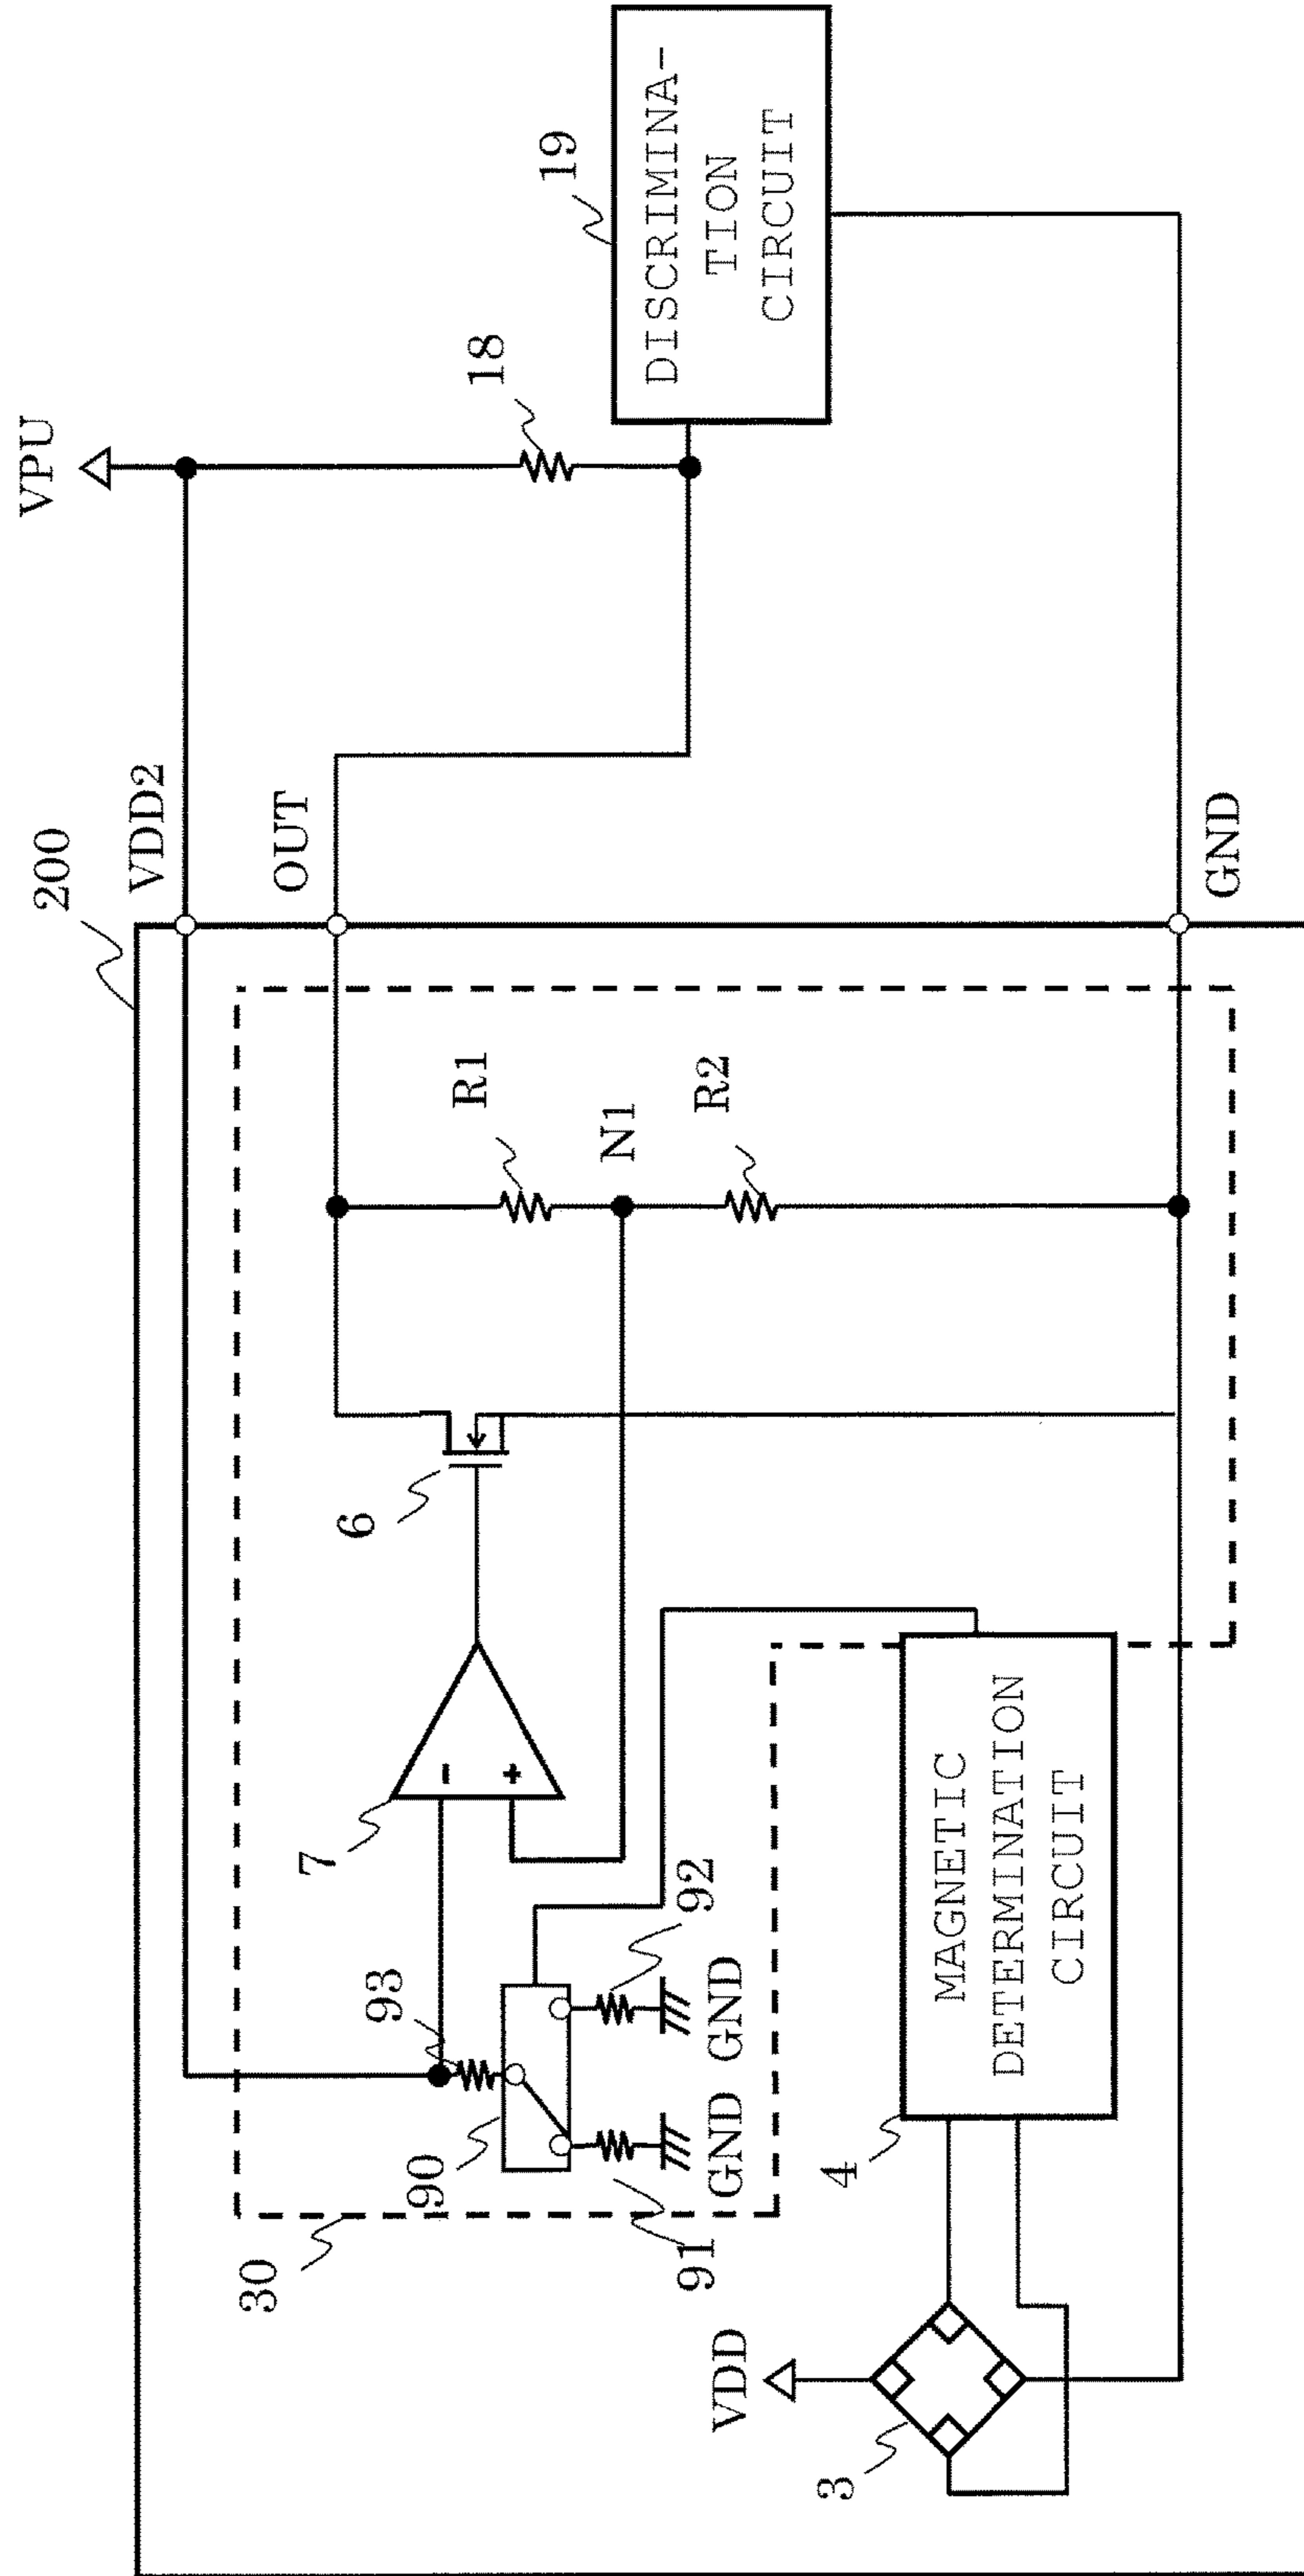 200
VDD2
OUT
VPU
18
19
DISCRIMINA-
TION
CIRCUIT
30
93
90
91
92
GND
GND
7
-
+
6
R1
N1
R2
VDD
3
4
MAGNETIC
DETERMINATION
CIRCUIT
GND